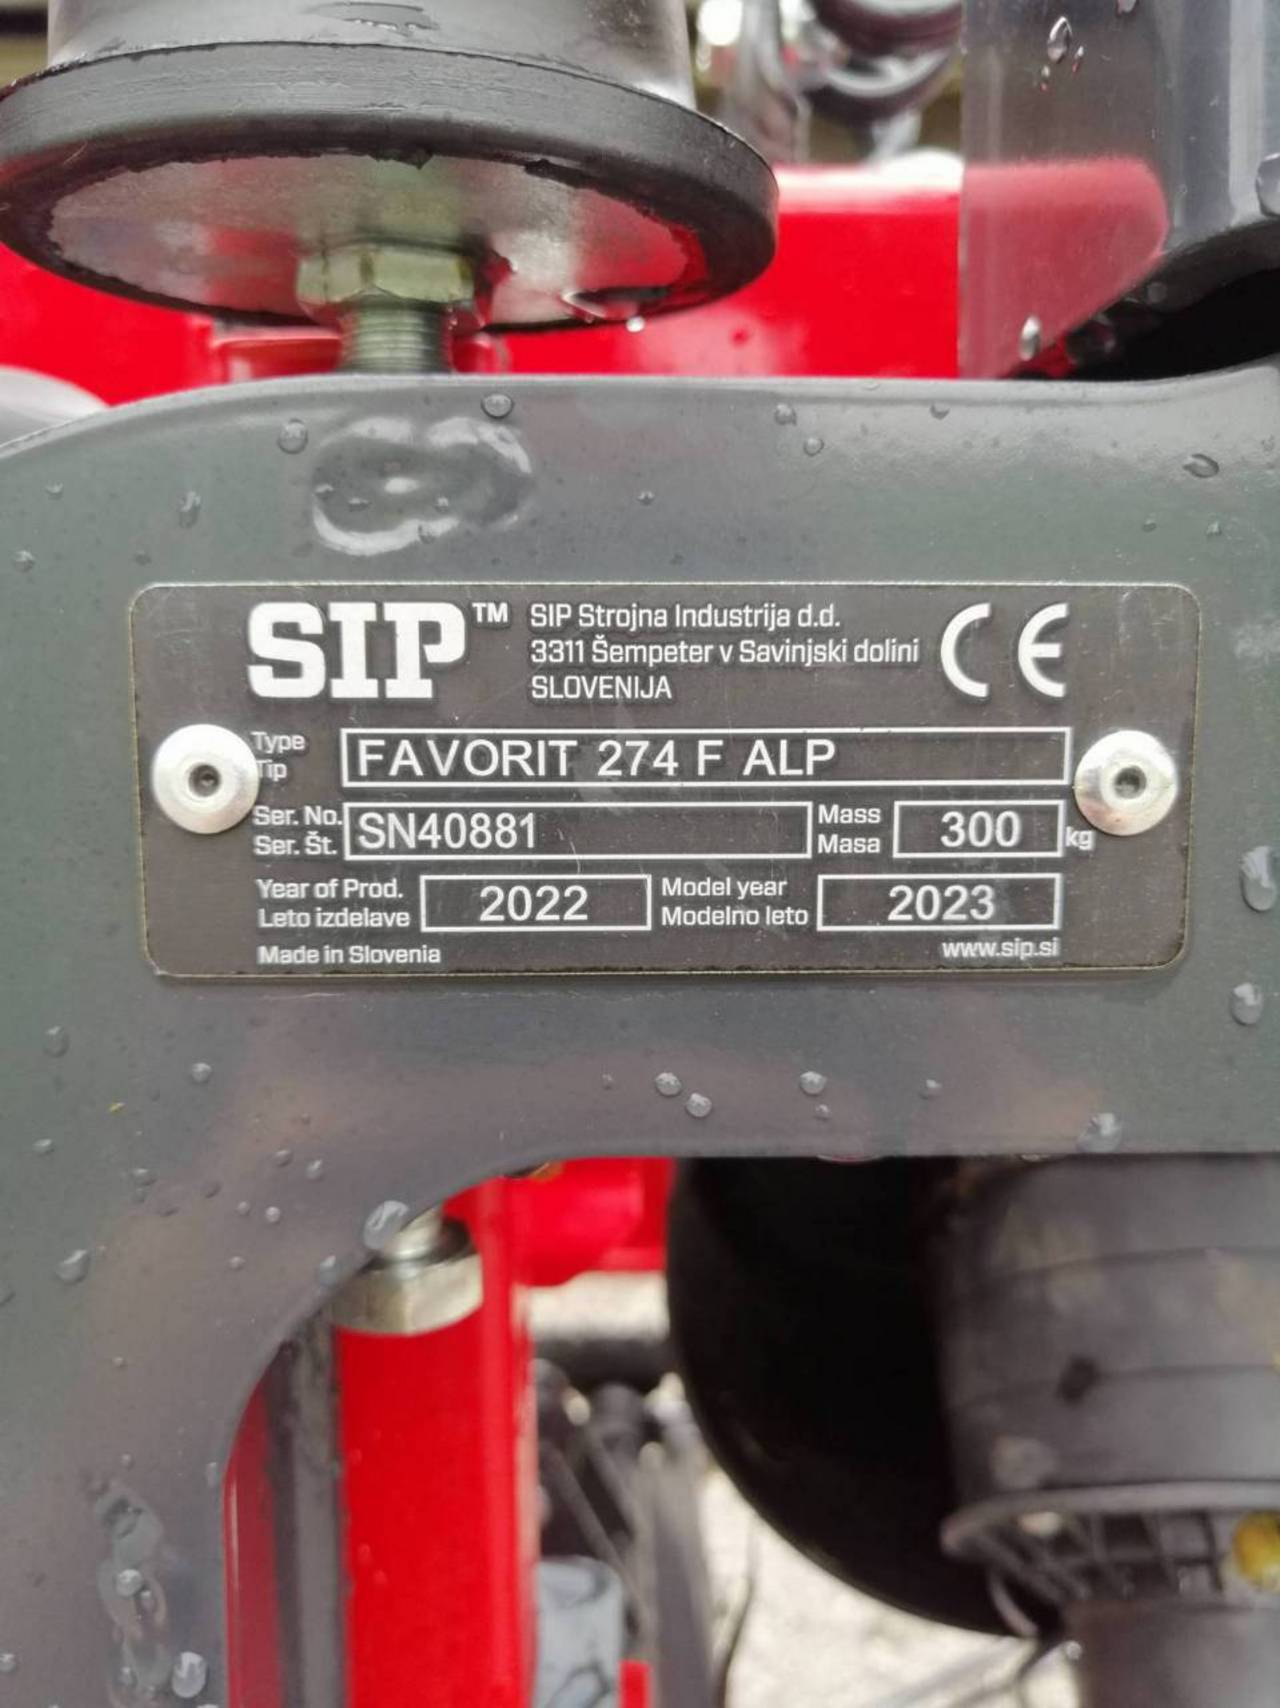 SIP™
SIP Strojna Industrija d.d.
3311 Šempeter v Savinjski dolini
SLOVENIJA
CE
Type
Tip
FAVORIT 274 F ALP
Ser. No.
Ser. Št.
SN40881
Mass
Masa
300
kg
Year of Prod.
Leto izdelave
2022
Model year
Modelno leto
2023
Made in Slovenia
www.sip.si